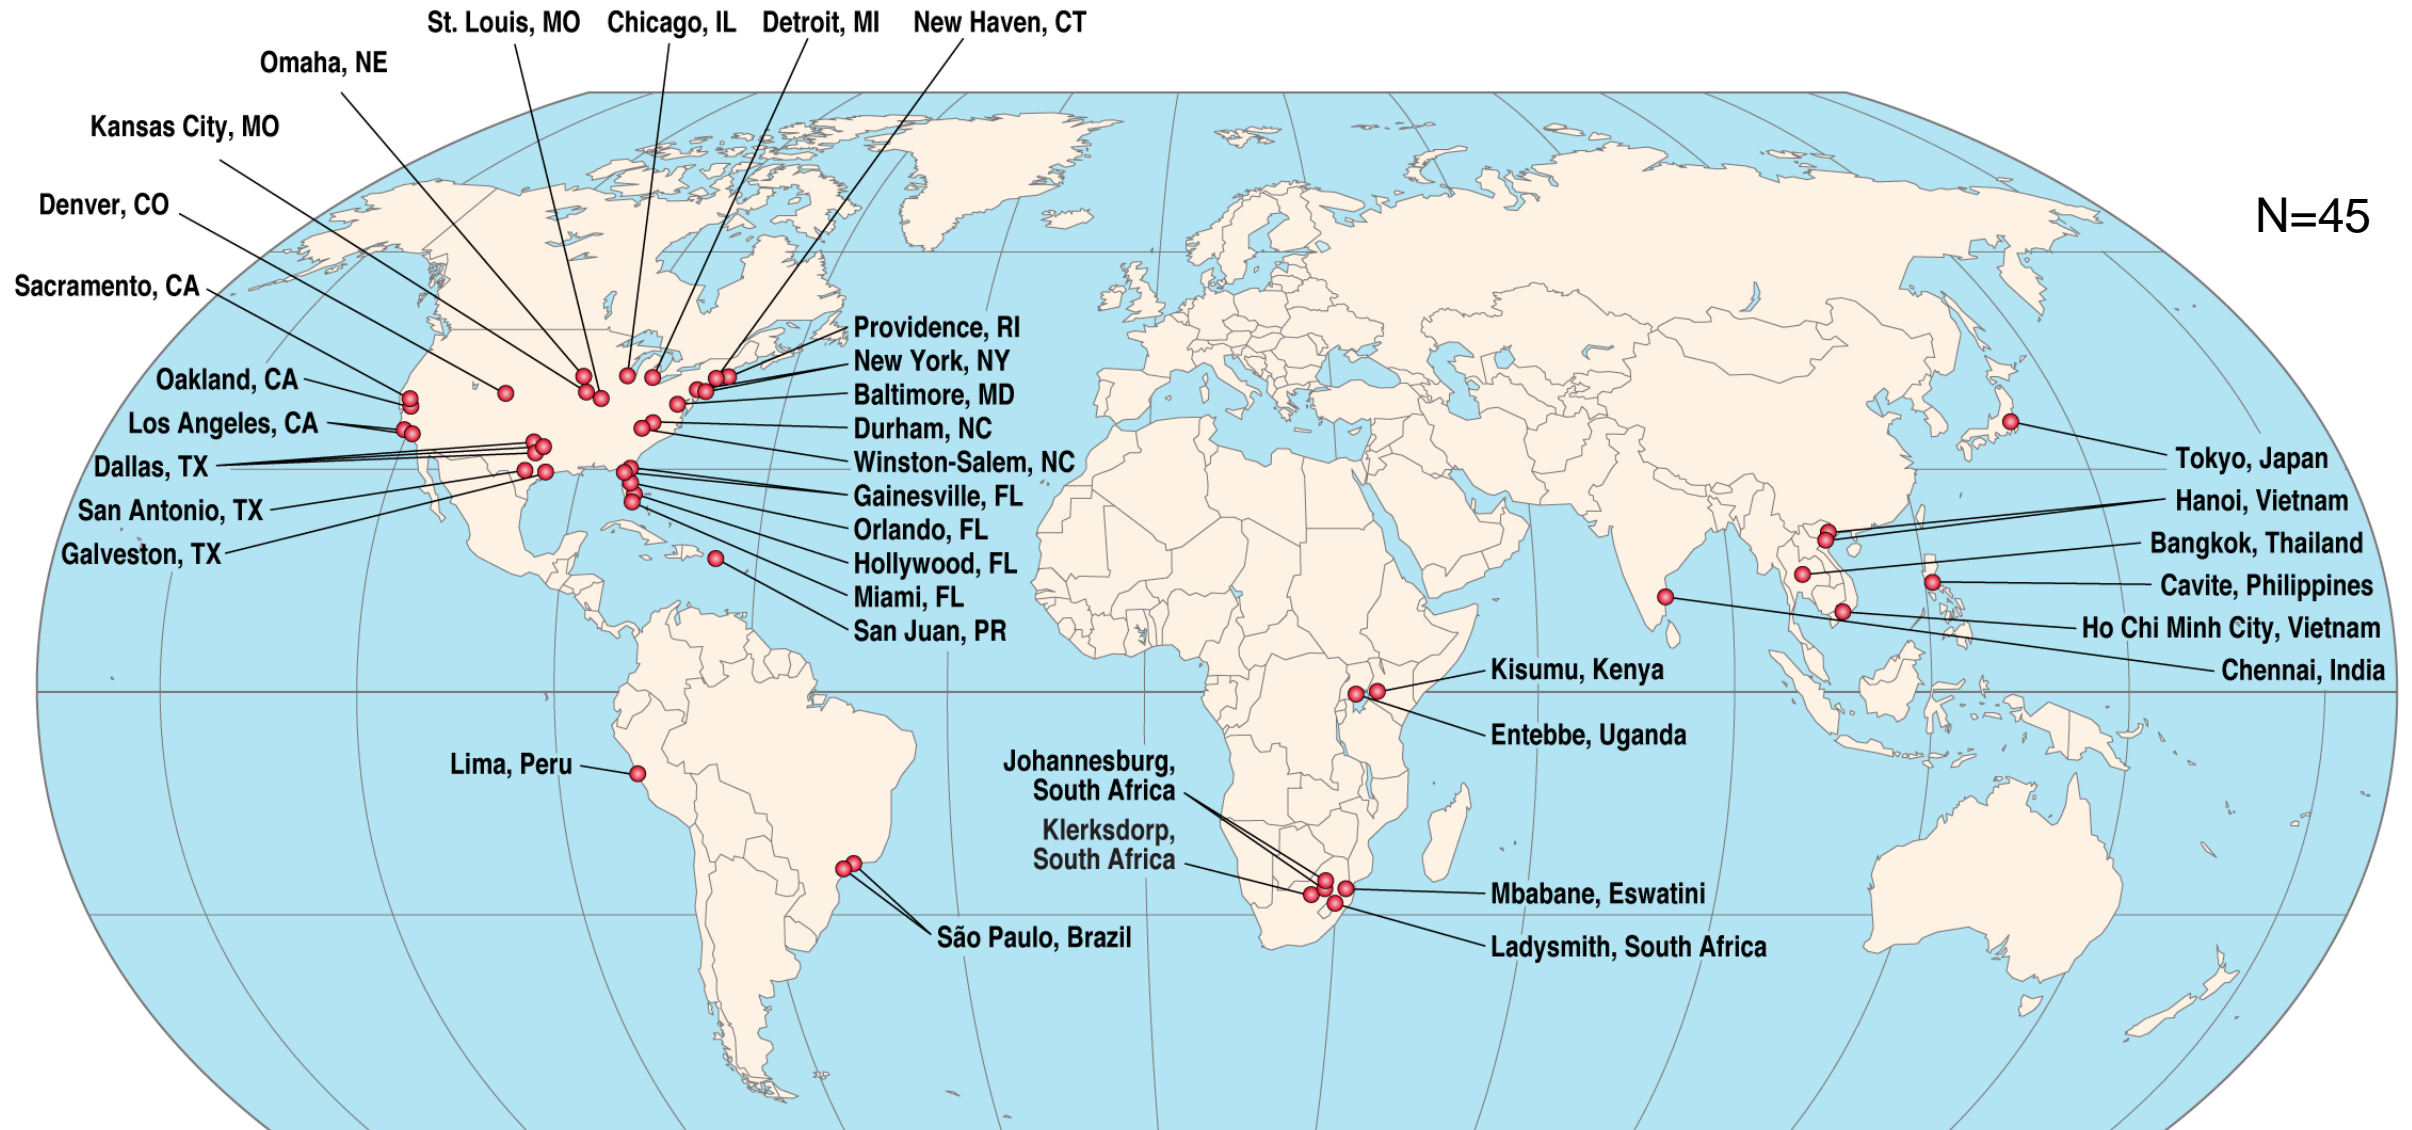 St. Louis, MO
Chicago, IL
Detroit, MI
New Haven, CT
Omaha, NE
Kansas City, MO
Denver, CO
Sacramento, CA
N=45
Providence, RI
New York, NY
Oakland, CA
Baltimore, MD
Los Angeles, CA
Durham, NC
Dallas, TX
Winston-Salem, NC
San Antonio, TX
Gainesville, FL
Orlando, FL
Galveston, TX
Hollywood, FL
Miami, FL
San Juan, PR
Tokyo, Japan
Hanoi, Vietnam
Bangkok, Thailand
Cavite, Philippines
Ho Chi Minh City, Vietnam
Chennai, India
Kisumu, Kenya
Entebbe, Uganda
Lima, Peru
Johannesburg,
South Africa
Klerksdorp,
South Africa
Mbabane, Eswatini
São Paulo, Brazil
Ladysmith, South Africa